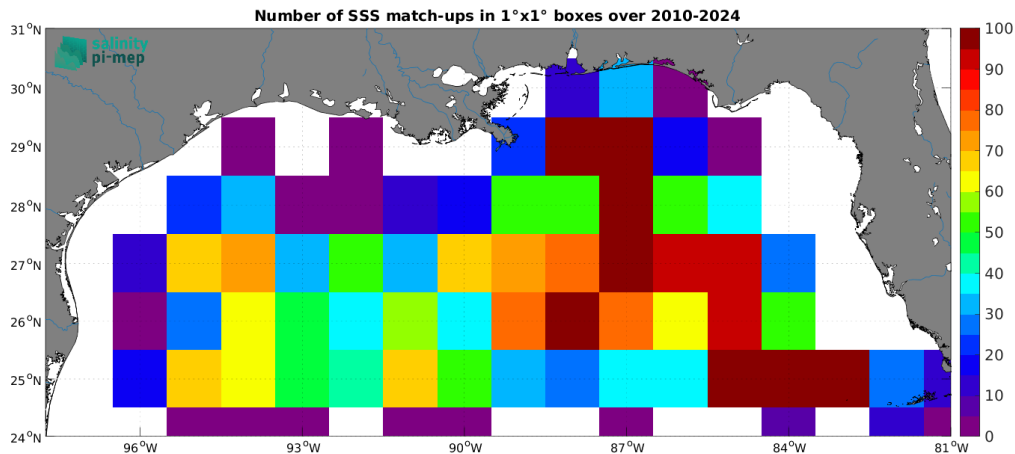 Number of SSS match-ups in 1°x1° boxes over 2010-2024
salinity
pi-mep
31°N
30°N
29°N
28°N
27°N
26°N
25°N
24°N
96°W
93°W
90°W
87°W
84°W
81°W
100
90
80
70
60
50
40
30
20
10
0